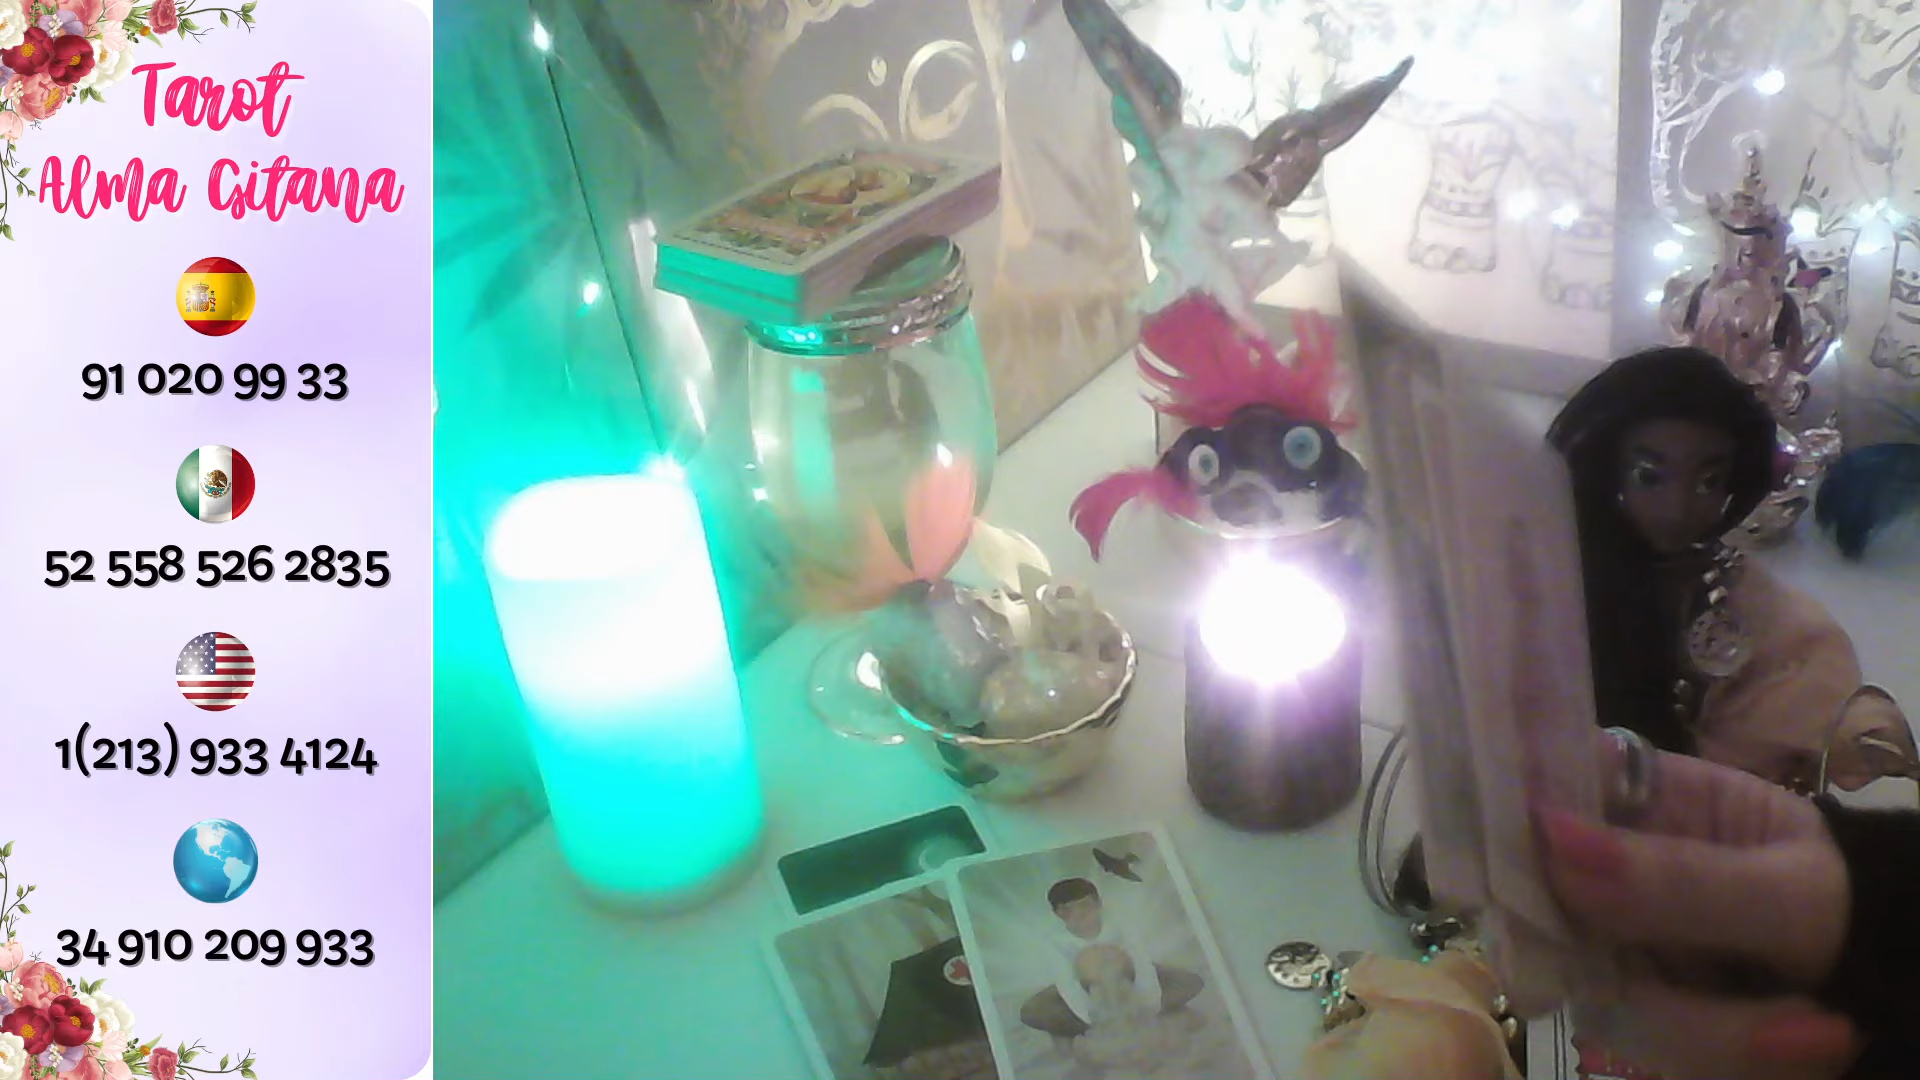 Tarot
Alma Gitana
91 020 99 33
52 558 526 2835
1(213) 933 4124
34 910 209 933